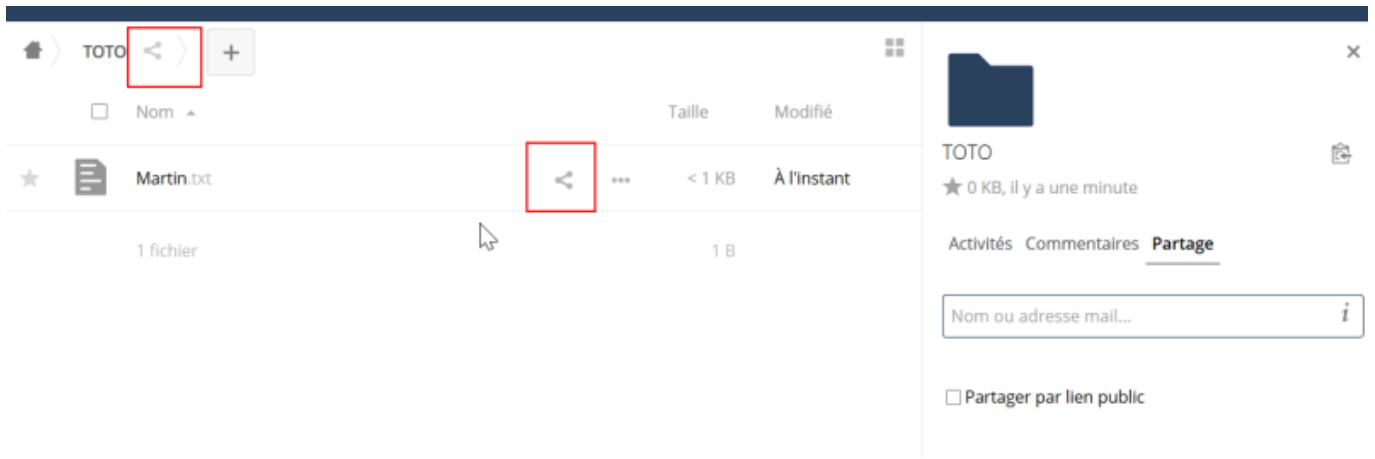 TOTO
+
Nom
Taille
Modifié
Martin.txt
< 1 KB
À l'instant
1 fichier
1 B
TOTO
0 KB, il y a une minute
Activités Commentaires Partage
Nom ou adresse mail...
i
Partager par lien public